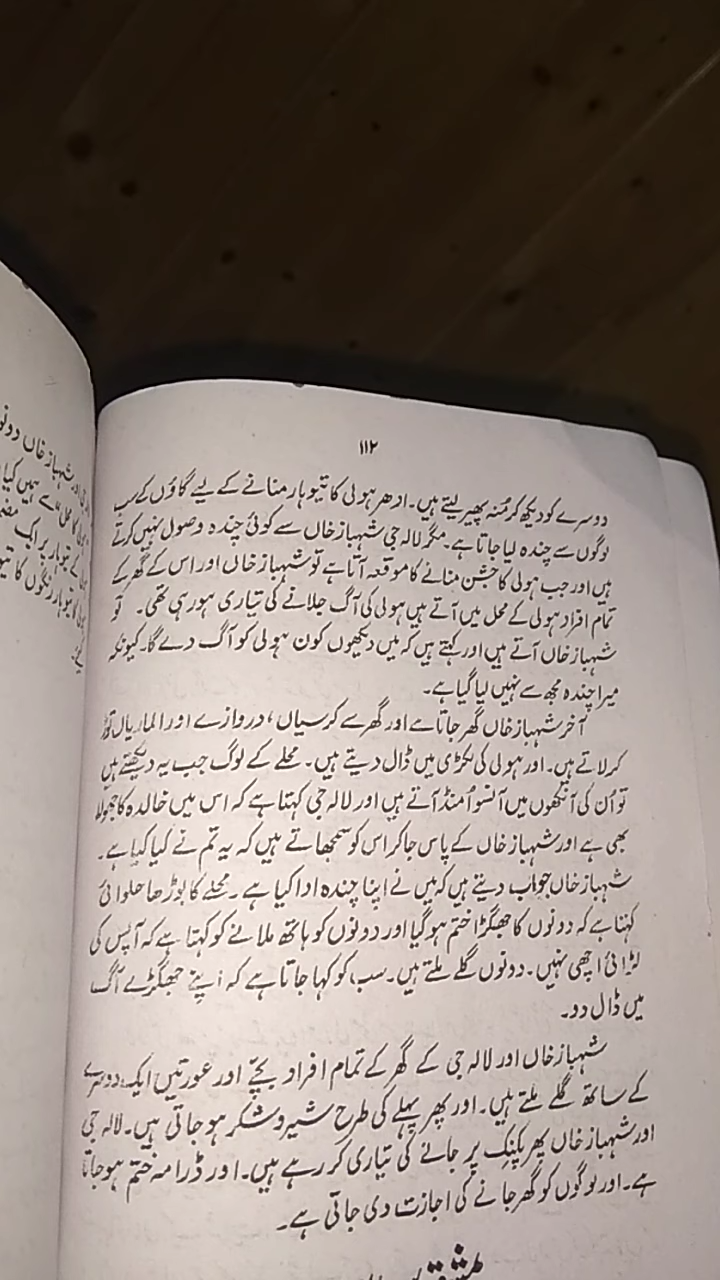 ۱۱۲
دوسرے کو دیکھ کر منہ پھیر لیتے ہیں۔ ادھر ہولی کا تیوہار منانے کے لیے گاؤں کے سب
لوگوں سے چندہ لیا جاتا ہے۔ مگر لالہ جی شہباز خاں سے کوئی چندہ وصول نہیں کرتے
ہیں اور جب ہولی کا جشن منانے کا موقعہ آتا ہے تو شہباز خاں اور اس کے گھر کے
تمام افراد ہولی کے محل میں آتے ہیں ہولی کی آگ جلانے کی تیاری ہو رہی تھی۔ تو
شہباز خاں آتے ہیں اور کہتے ہیں کہ میں دیکھوں کون ہولی کو آگ دے گا۔ کیونکہ
میرا چندہ مجھ سے نہیں لیا گیا ہے۔
آخر شہباز خاں گھر جاتا ہے اور گھر سے کرسیاں، دروازے اور الماریاں توڑ
کر لاتے ہیں۔ اور ہولی کی لکڑی میں ڈال دیتے ہیں۔ محلے کے لوگ جب یہ دیکھتے ہیں
تو اُن کی آنکھوں میں آنسو اُمنڈ آتے ہیں اور لالہ جی کہتا ہے کہ اس میں خالدہ کا جھولا
بھی ہے اور شہباز خاں کے پاس جا کر اس کو سمجھاتے ہیں کہ یہ تم نے کیا کیا ہے۔
شہباز خاں جواب دیتے ہیں کہ میں نے اپنا چندہ ادا کیا ہے۔ محلے کا بوڑھا حلوائی
کہتا ہے کہ دونوں کا جھگڑا ختم ہو گیا اور دونوں کو ہاتھ ملانے کو کہتا ہے کہ آپس کی
لڑائی اچھی نہیں۔ دونوں گلے ملتے ہیں۔ سب کو کہا جاتا ہے کہ اپنے جھگڑے آگ
میں ڈال دو۔
شہباز خاں اور لالہ جی کے گھر کے تمام افراد بچے اور عورتیں ایک دوسرے
کے ساتھ گلے ملتے ہیں۔ اور پھر پہلے کی طرح شیر و شکر ہو جاتی ہیں۔ لالہ جی
اور شہباز خاں پھر پکنک پر جانے کی تیاری کر رہے ہیں۔ اور ڈرامہ ختم ہو جاتا
ہے۔ اور لوگوں کو گھر جانے کی اجازت دی جاتی ہے۔